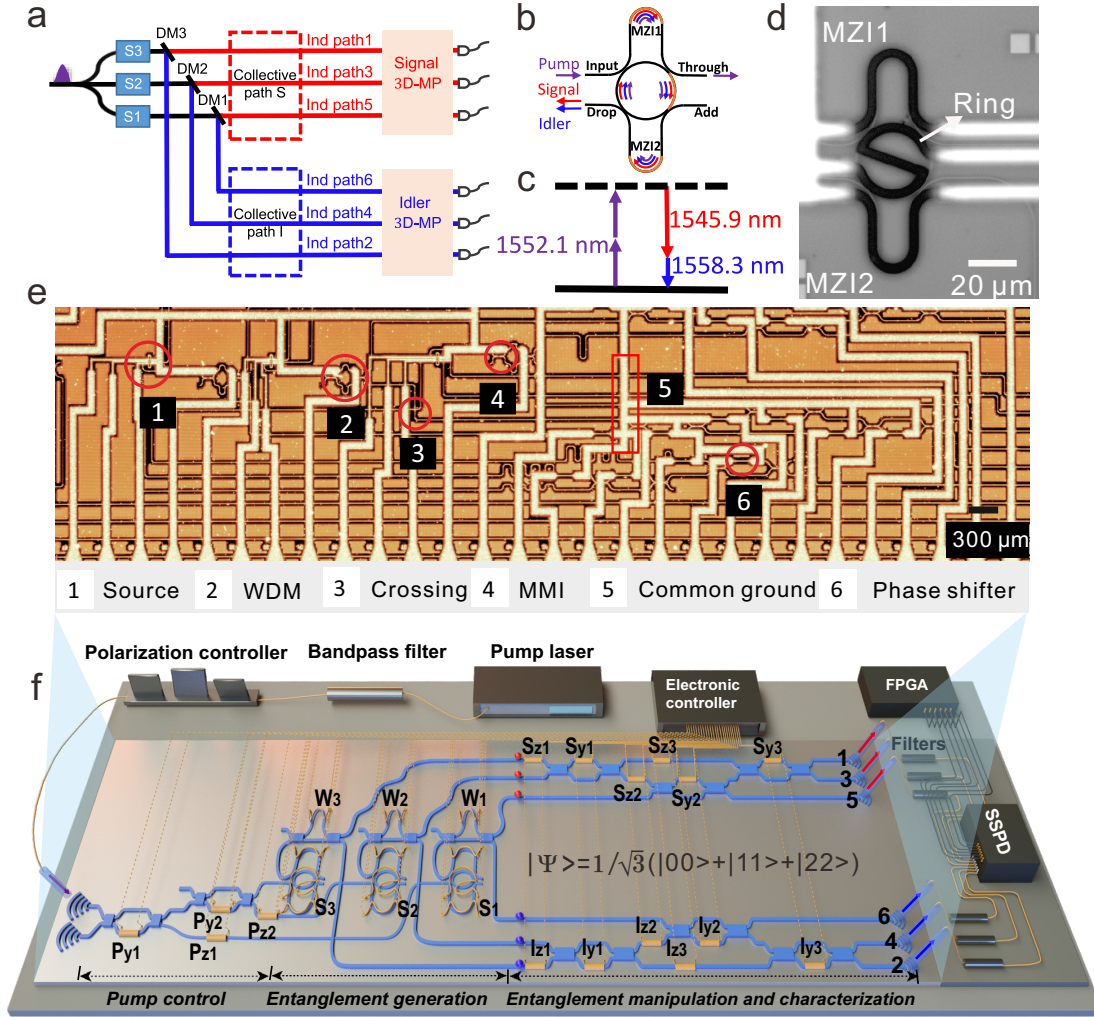 a
S3
S2
S1
DM3
DM2
DM1
Collective
path S
Ind path1
Ind path3
Ind path5
Signal
3D-MP
Collective
path I
Ind path6
Ind path4
Ind path2
Idler
3D-MP
b
MZI1
Input
Through
Pump
Signal
Idler
Drop
Add
MZI2
c
1552.1 nm
1545.9 nm
1558.3 nm
d
MZI1
Ring
MZI2
20 μm
e
1
2
3
4
5
6
300 μm
1 Source 2 WDM 3 Crossing 4 MMI 5 Common ground 6 Phase shifter
f
Polarization controller
Bandpass filter
Pump laser
Electronic
controller
FPGA
Filters
SSPD
Sz1
Sy1
Sz3
Sy3
Sz2
Sy2
1
3
5
W3
W2
W1
S3
S2
S1
|Ψ>=1/√3(|00>+|11>+|22>)
Py1
Py2
Pz1
Pz2
Iz2
Iy2
Iz1
Iy1
Iz3
Iy3
6
4
2
Pump control
Entanglement generation
Entanglement manipulation and characterization